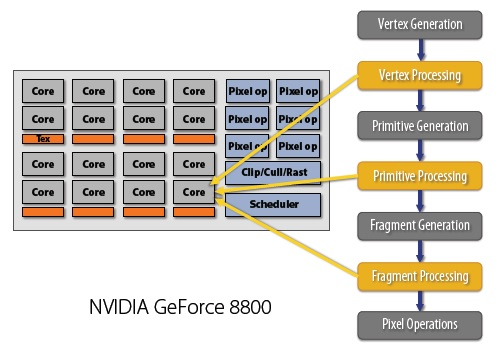 Vertex Generation
Core Core Core Core Pixel op Pixel op
Vertex Processing
Core Core Core Core Pixel op Pixel op
Primitive Generation
Tex
Pixel op Pixel op
Core Core Core Core
Clip/Cull/Rast
Primitive Processing
Core Core Core Core
Scheduler
Fragment Generation
Fragment Processing
NVIDIA GeForce 8800
Pixel Operations